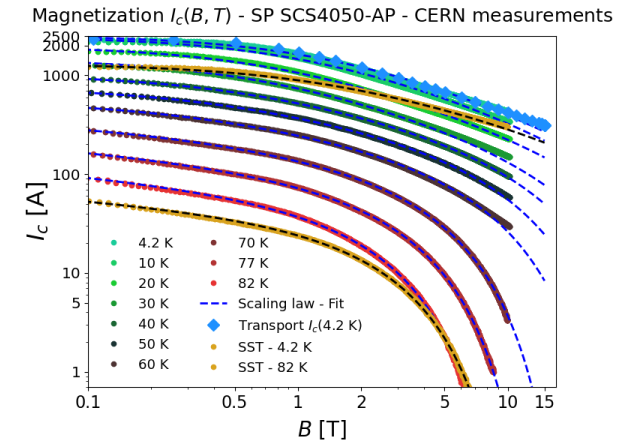 Magnetization I_c(B, T) - SP SCS4050-AP - CERN measurements
2500
2000
1000
100
10
5
1
I_c [A]
4.2 K
10 K
20 K
30 K
40 K
50 K
60 K
70 K
77 K
82 K
Scaling law - Fit
Transport I_c(4.2 K)
SST - 4.2 K
SST - 82 K
0.1
0.5
1
5
10
15
B [T]